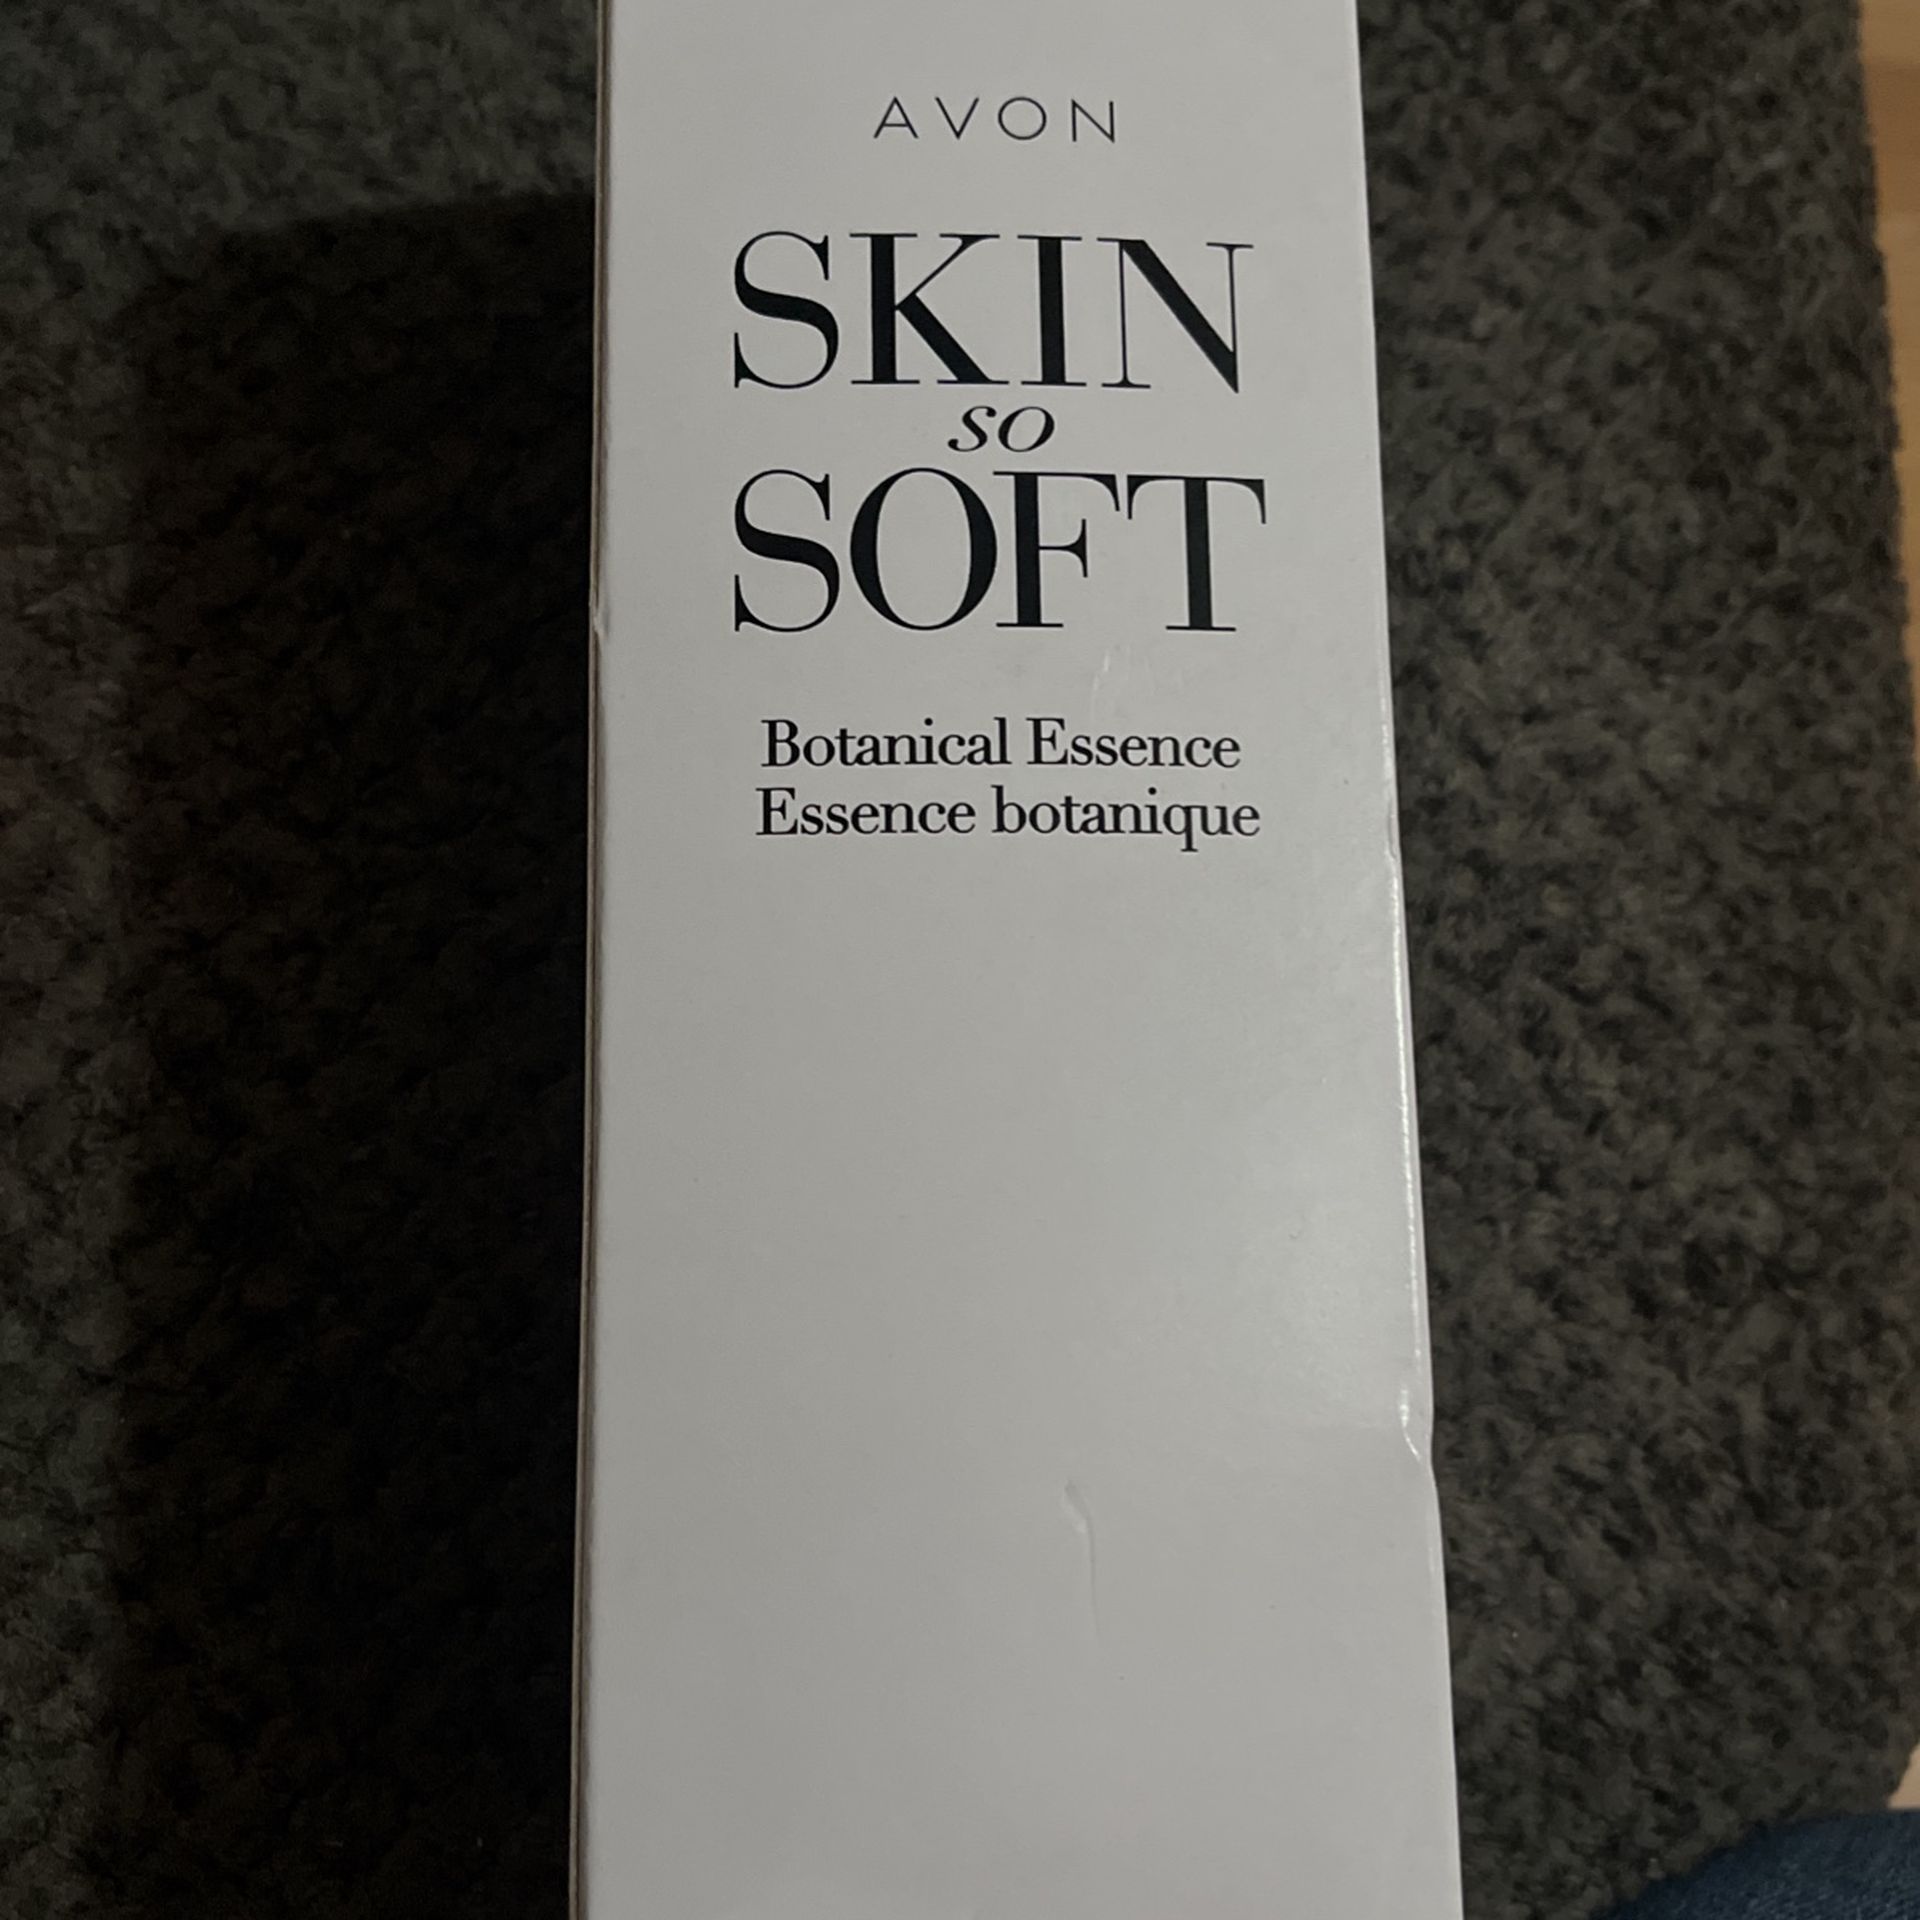 AVON
SKIN
so
SOFT
Botanical Essence
Essence botanique